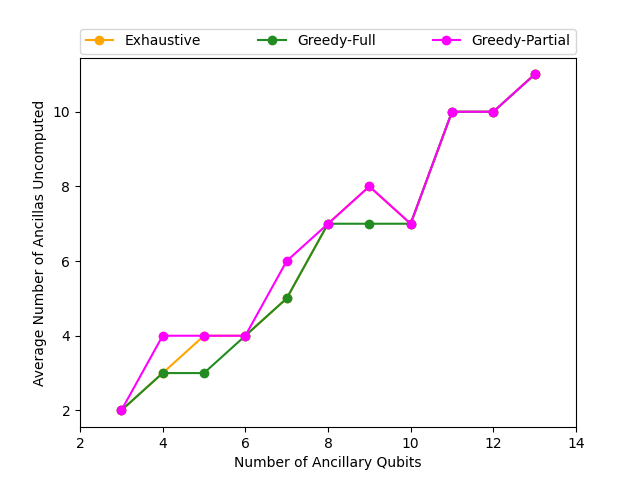 Exhaustive Greedy-Full Greedy-Partial
10
8
6
4
2
Average Number of Ancillas Uncomputed
2 4 6 8 10 12 14
Number of Ancillary Qubits